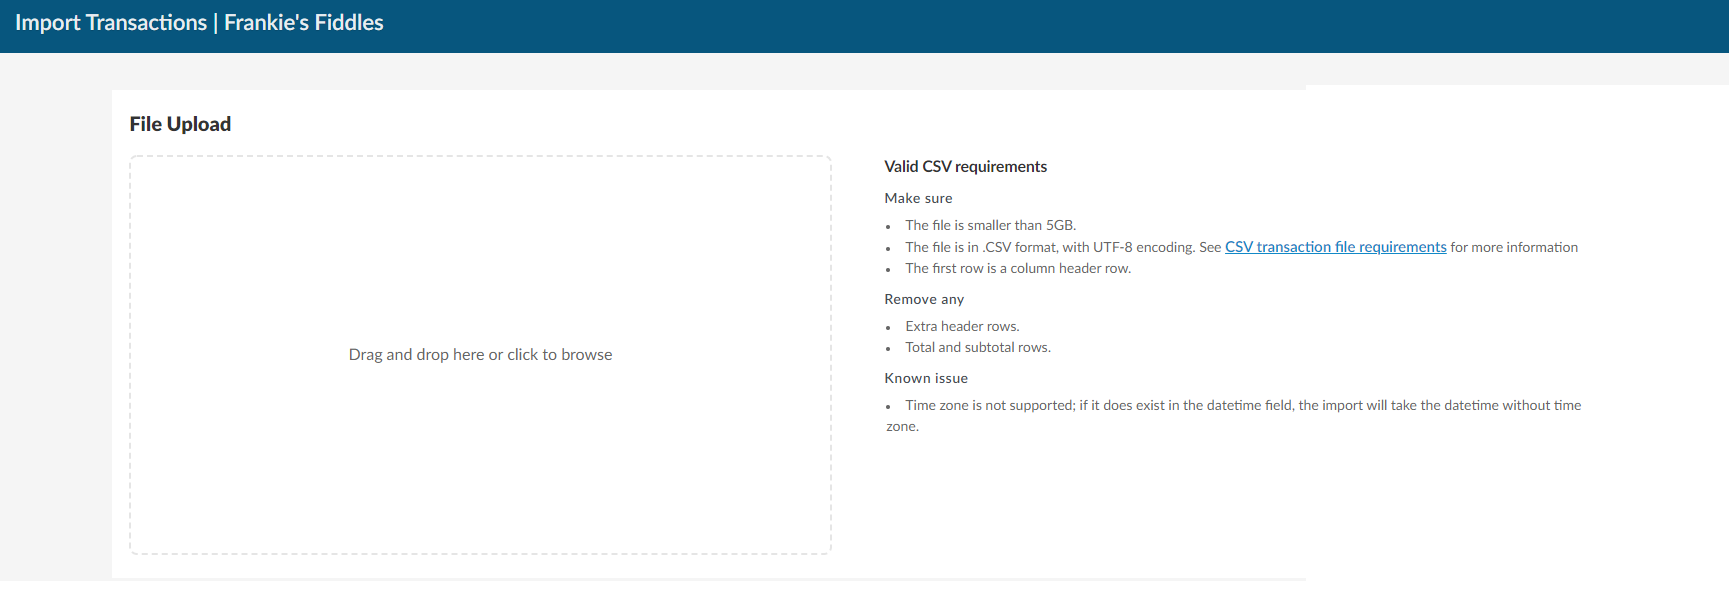 Import Transactions | Frankie's Fiddles
File Upload
Drag and drop here or click to browse
Valid CSV requirements
Make sure
• The file is smaller than 5GB.
• The file is in .CSV format, with UTF-8 encoding. See CSV transaction file requirements for more information
• The first row is a column header row.
Remove any
• Extra header rows.
• Total and subtotal rows.
Known issue
• Time zone is not supported; if it does exist in the datetime field, the import will take the datetime without time
zone.